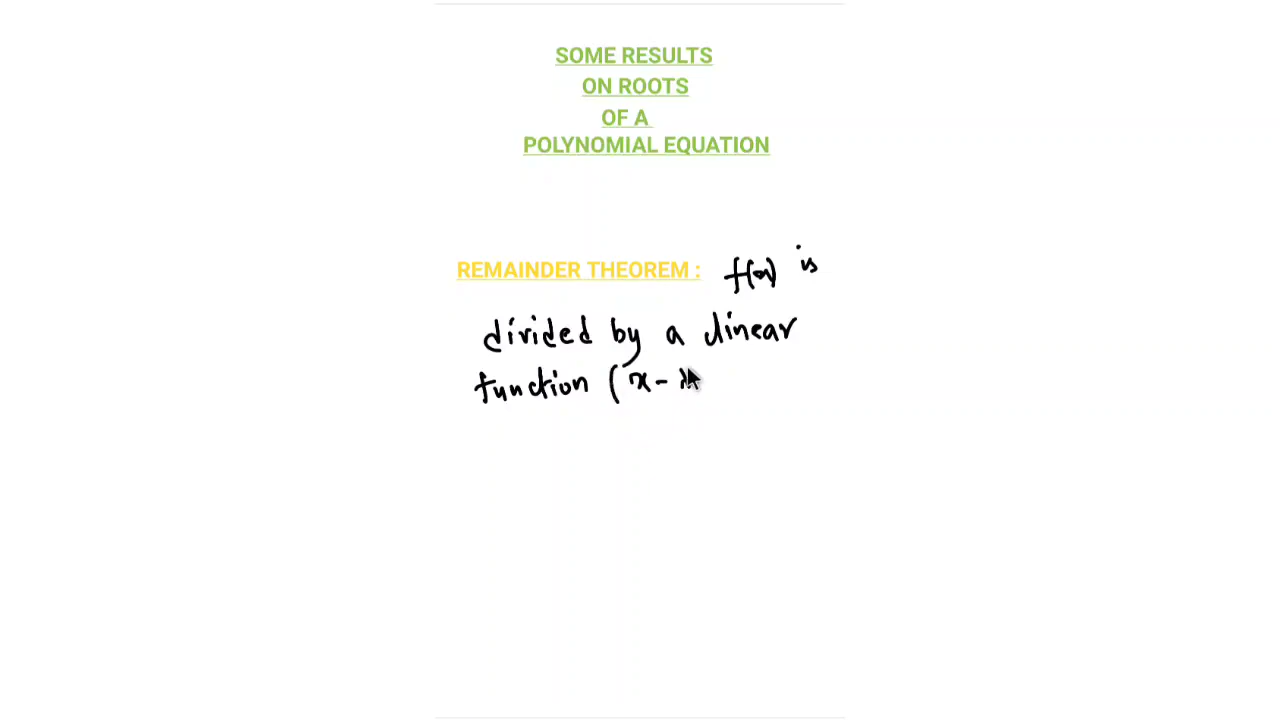 SOME RESULTS
ON ROOTS
OF A
POLYNOMIAL EQUATION
REMAINDER THEOREM : f(x) is
divided by a linear
function (x - λ